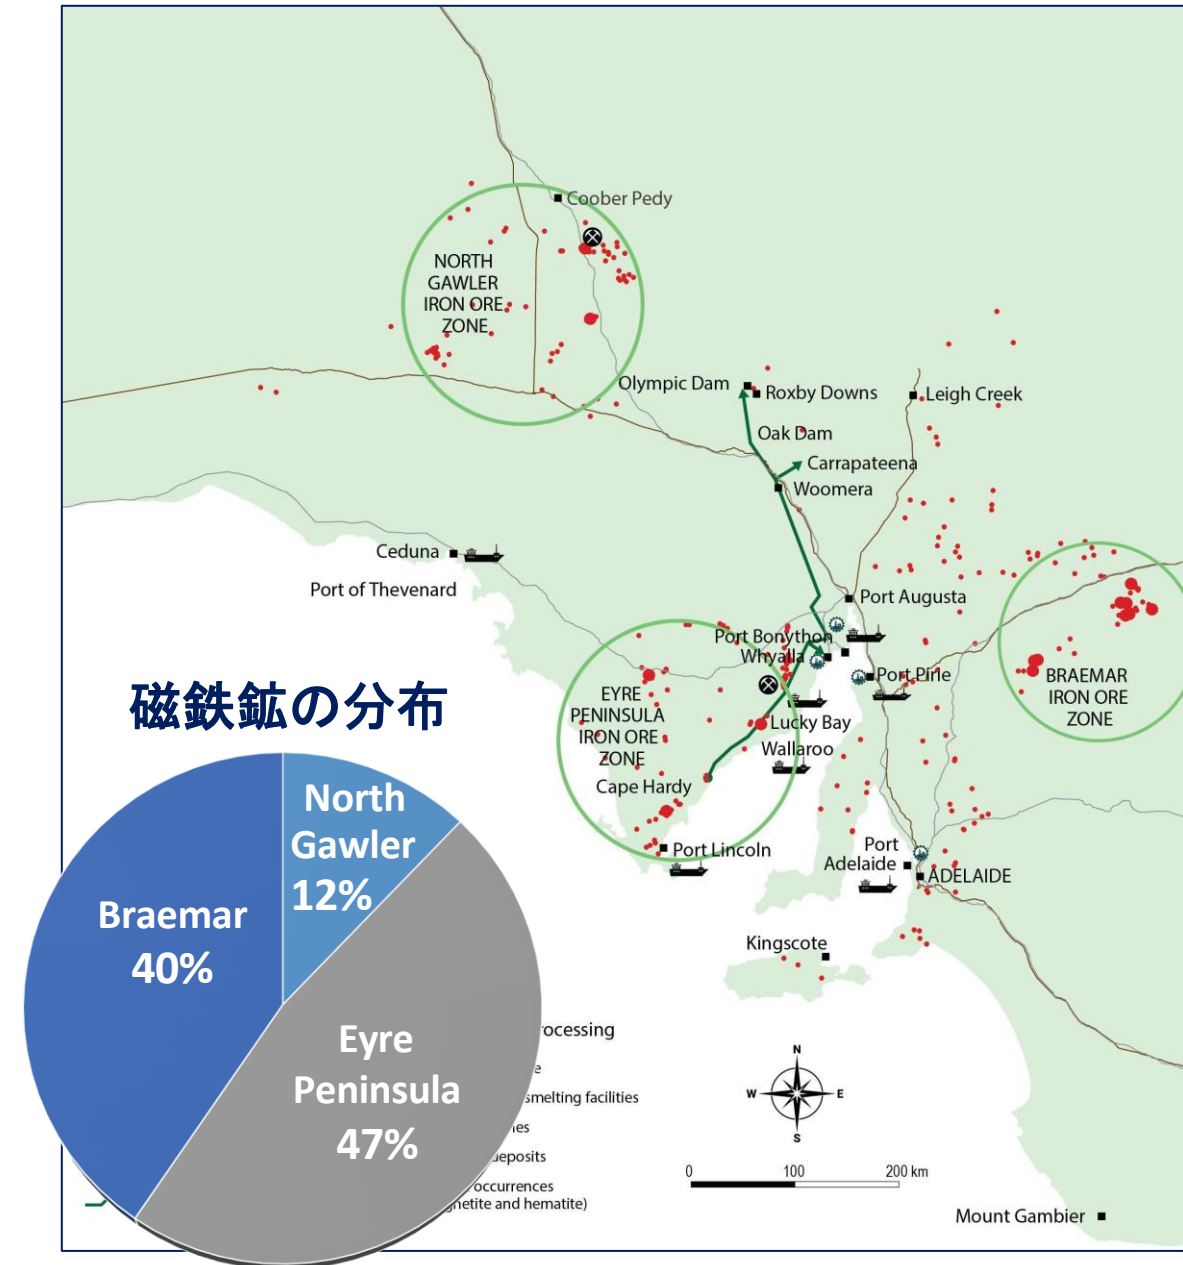 Coober Pedy
NORTH
GAWLER
IRON ORE
ZONE
Olympic Dam
Roxby Downs
Leigh Creek
Oak Dam
Carrapateena
Woomera
Ceduna
Port of Thevenard
Port Augusta
Port Bonython
Whyalla
Port Pirie
BRAEMAR
IRON ORE
ZONE
EYRE
PENINSULA
IRON ORE
ZONE
Lucky Bay
Wallaroo
Cape Hardy
Port Lincoln
Port
Adelaide
ADELAIDE
Kingscote
磁鉄鉱の分布
North
Gawler
12%
Braemar
40%
Eyre
Peninsula
47%
smelting facilities
occurrences
and hematite)
N
W E
S
0 100 200 km
Mount Gambier